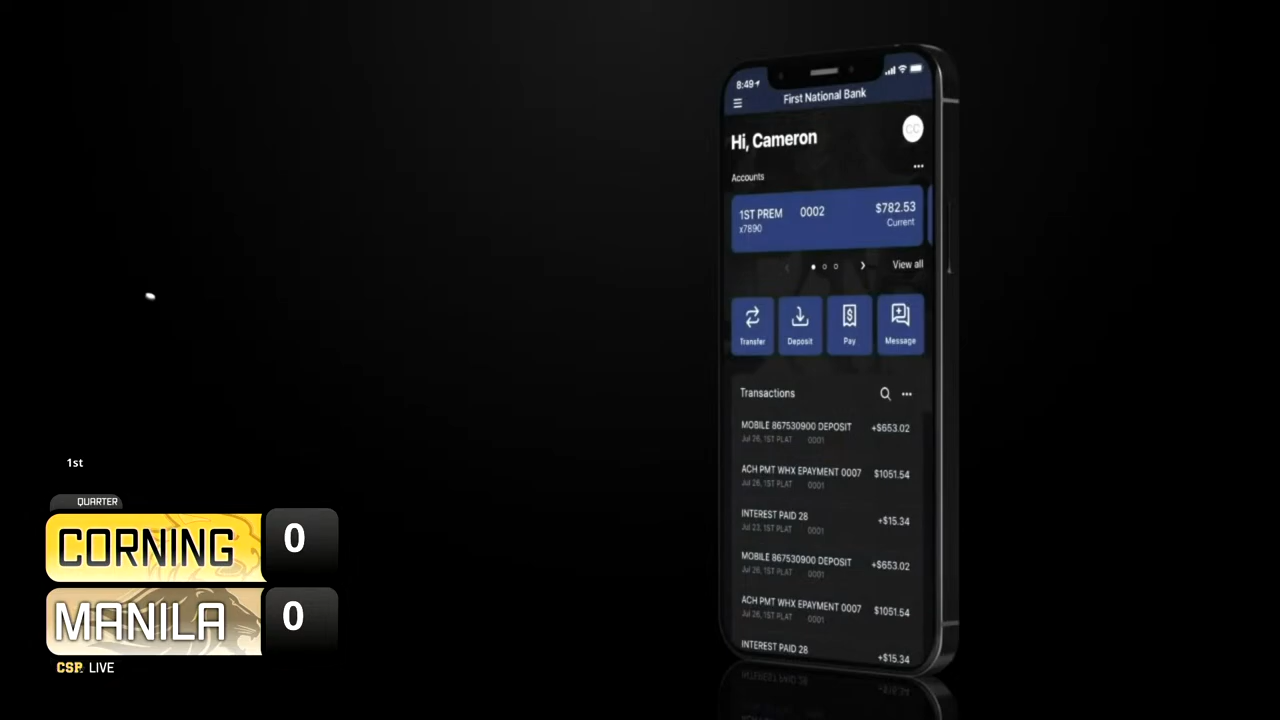 8:49
First National Bank
Hi, Cameron
CC
Accounts
1ST PREM 0002 $782.53
x7890 Current
View all
Transfer Deposit Pay Message
Transactions
MOBILE 867530900 DEPOSIT +$653.02
Jul 26, 1ST PLAT 0001
ACH PMT WHX EPAYMENT 0007 $1051.54
Jul 26, 1ST PLAT 0001
INTEREST PAID 28 +$15.34
Jul 23, 1ST PLAT 0001
MOBILE 867530900 DEPOSIT +$653.02
Jul 26, 1ST PLAT 0001
ACH PMT WHX EPAYMENT 0007 $1051.54
Jul 26, 1ST PLAT 0001
INTEREST PAID 28 +$15.34
1st
QUARTER
CORNING 0
MANILA 0
CSP. LIVE